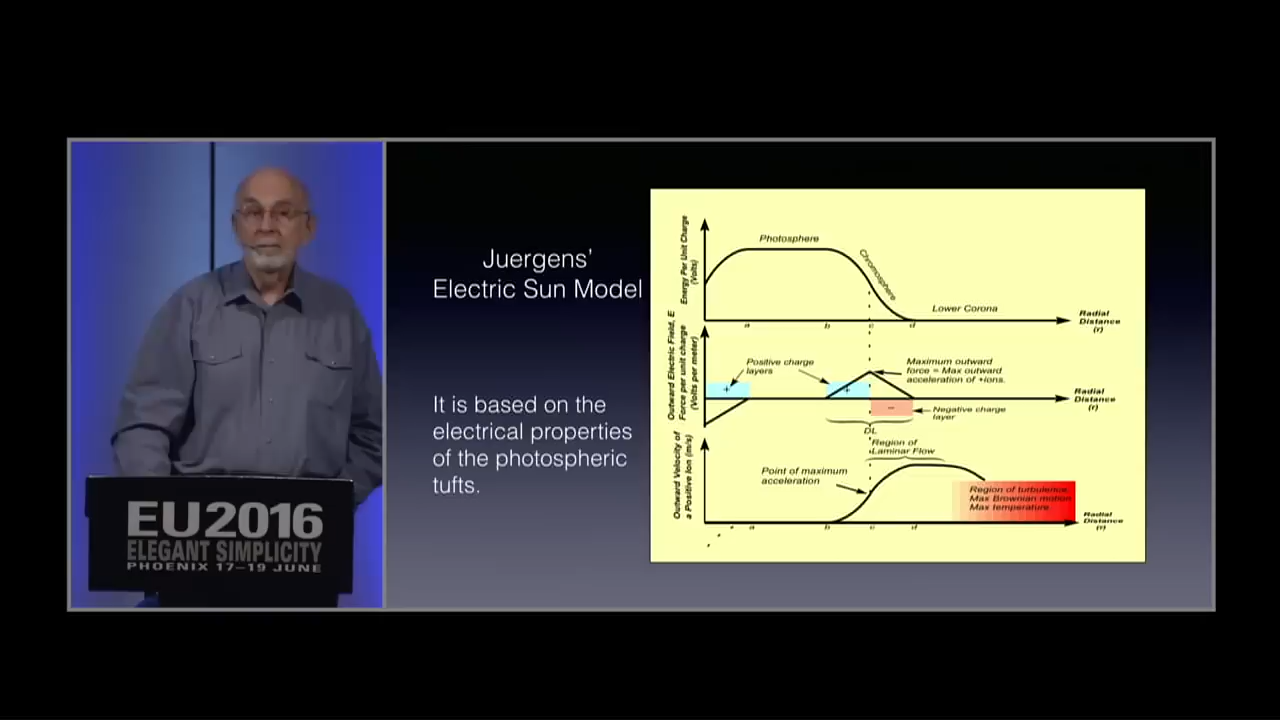 Juergens'
Electric Sun Model
It is based on the
electrical properties
of the photospheric
tufts.
EU2016
ELEGANT SIMPLICITY
PHOENIX 17–19 JUNE
Energy Per Unit Charge
(Volts)
Photosphere
Chromosphere
Lower Corona
Radial
Distance
(r)
a
b
c
d
Outward Electric Field, E
Force per unit charge
(Volts per meter)
Positive charge
layers
+
+
−
Maximum outward
force = Max outward
acceleration of +ions.
Negative charge
layer
Radial
Distance
(r)
DL
Outward Velocity of
a Positive Ion (m/s)
Region of
Laminar Flow
Point of maximum
acceleration
Region of turbulence,
Max Brownian motion,
Max temperature.
Radial
Distance
(r)
a
b
c
d